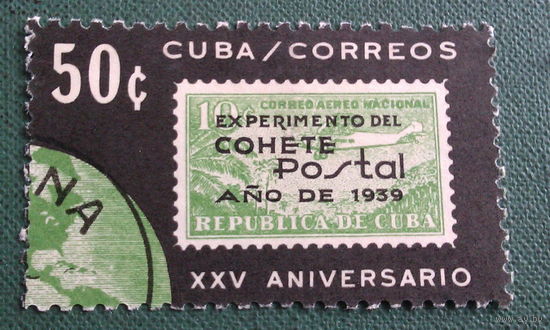 CUBA/CORREOS
50¢
10¢ CORREO AEREO NACIONAL
EXPERIMENTO DEL
COHETE
Postal
AÑO DE 1939
REPUBLICA DE CUBA
NA
XXV ANIVERSARIO